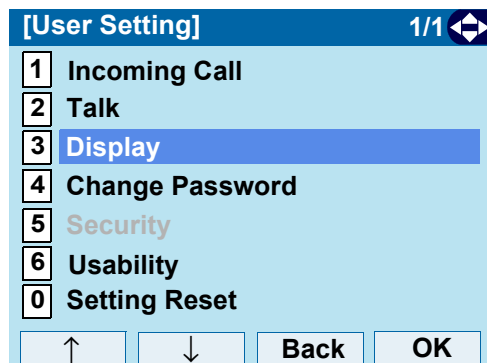 [User Setting] 1/1
1 Incoming Call
2 Talk
3 Display
4 Change Password
5 Security
6 Usability
0 Setting Reset
↑ ↓ Back OK